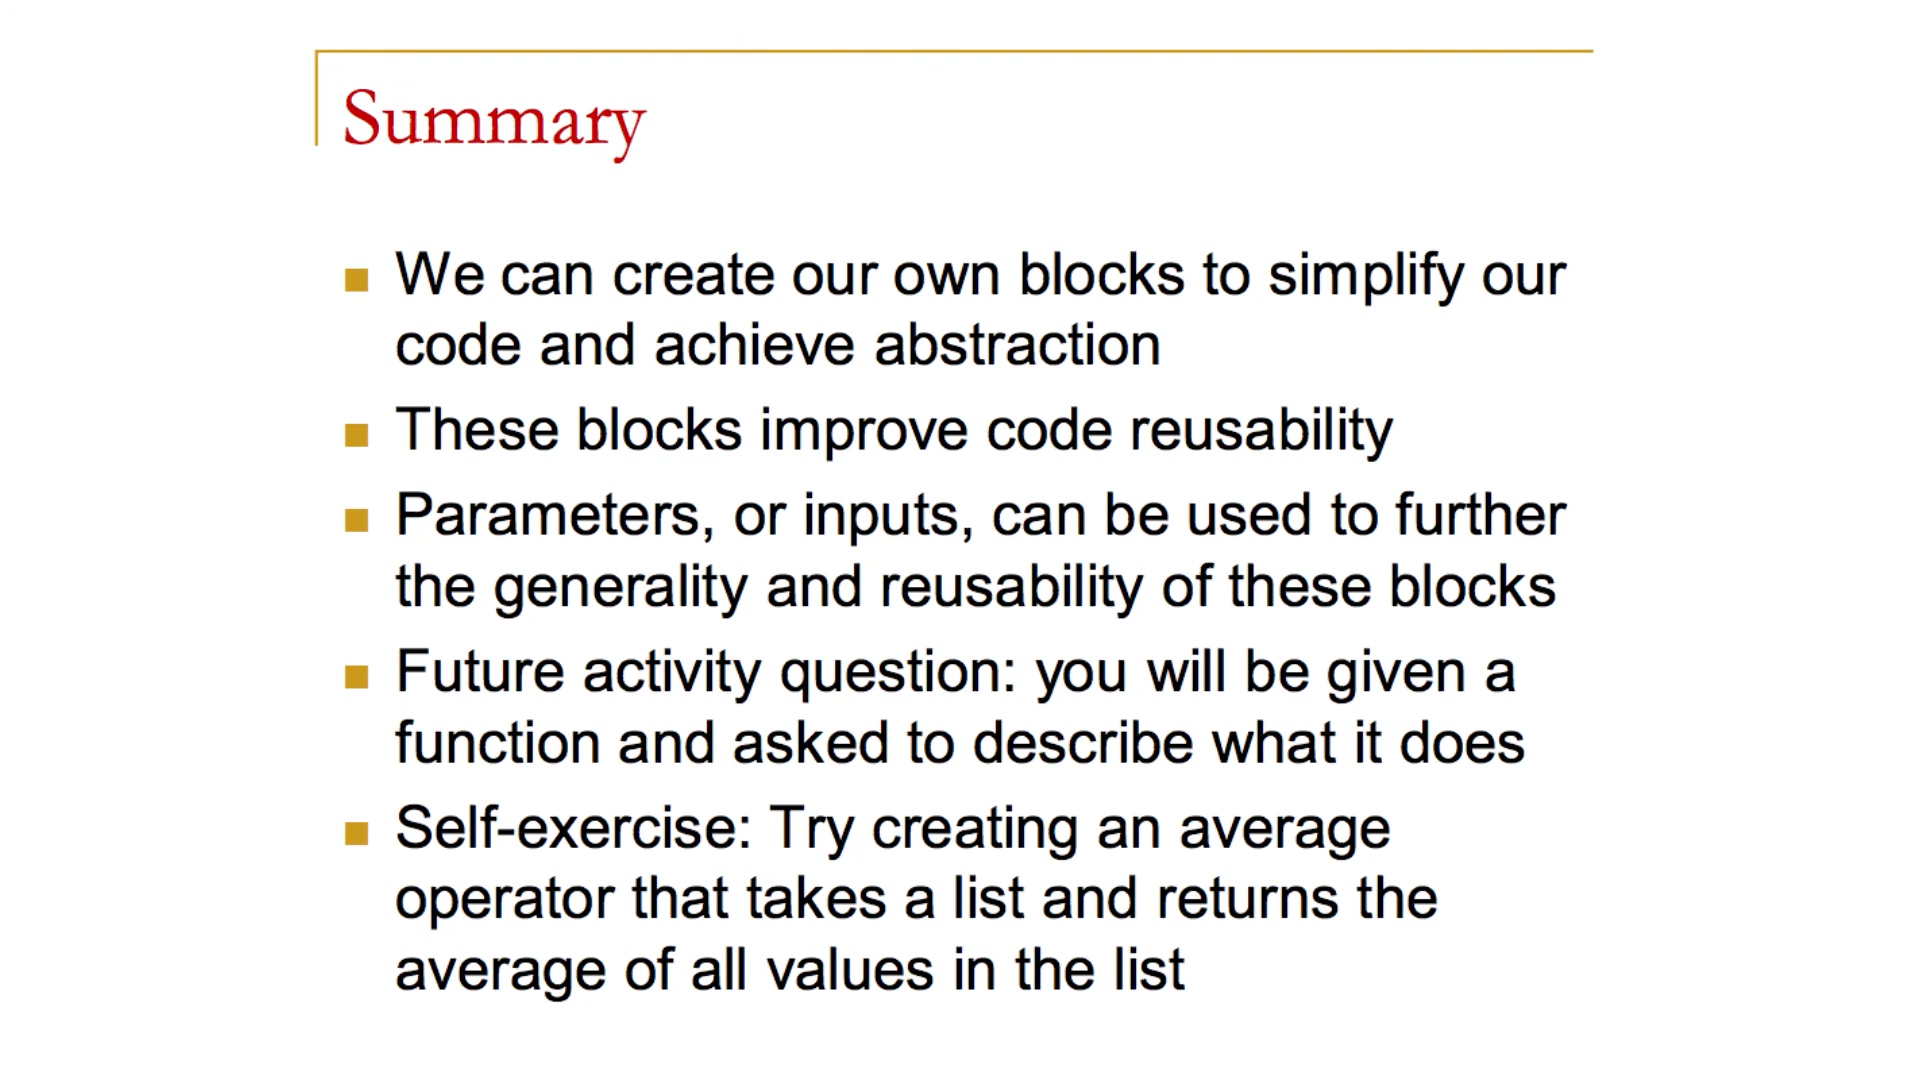 Summary
We can create our own blocks to simplify our
code and achieve abstraction
These blocks improve code reusability
Parameters, or inputs, can be used to further
the generality and reusability of these blocks
Future activity question: you will be given a
function and asked to describe what it does
Self-exercise: Try creating an average
operator that takes a list and returns the
average of all values in the list